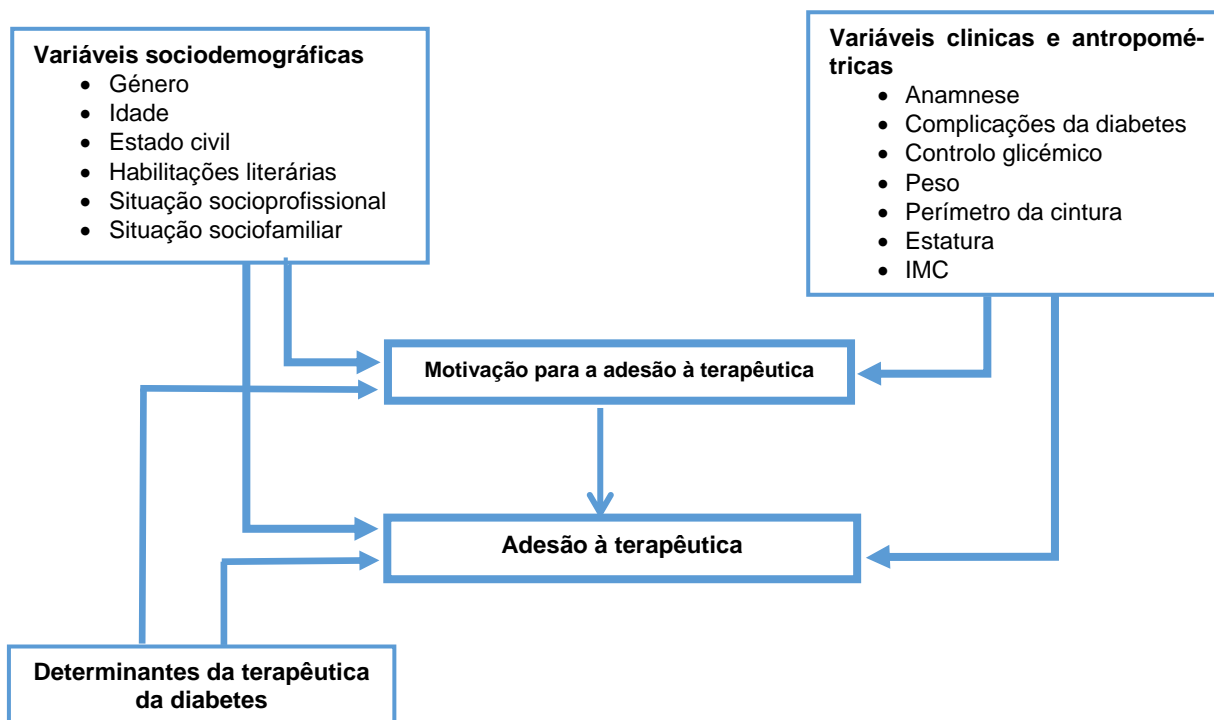 Variáveis sociodemográficas
• Género
• Idade
• Estado civil
• Habilitações literárias
• Situação socioprofissional
• Situação sociofamiliar
Variáveis clinicas e antropomé-
tricas
• Anamnese
• Complicações da diabetes
• Controlo glicémico
• Peso
• Perímetro da cintura
• Estatura
• IMC
Motivação para a adesão à terapêutica
Adesão à terapêutica
Determinantes da terapêutica
da diabetes